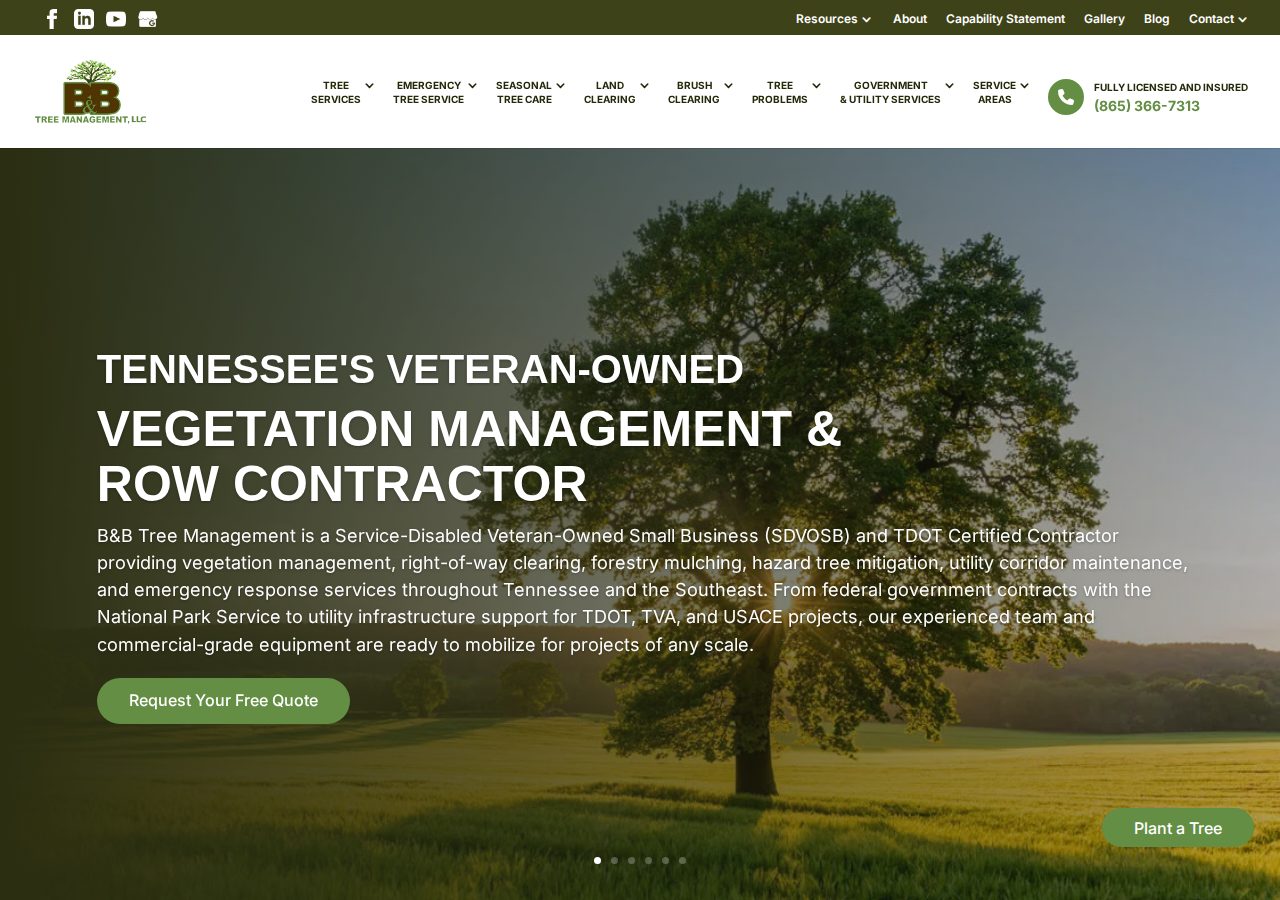 Resources About Capability Statement Gallery Blog Contact
B&B
TREE MANAGEMENT, LLC
TREE SERVICES
EMERGENCY TREE SERVICE
SEASONAL TREE CARE
LAND CLEARING
BRUSH CLEARING
TREE PROBLEMS
GOVERNMENT & UTILITY SERVICES
SERVICE AREAS
FULLY LICENSED AND INSURED
(865) 366-7313
TENNESSEE'S VETERAN-OWNED
VEGETATION MANAGEMENT &
ROW CONTRACTOR
B&B Tree Management is a Service-Disabled Veteran-Owned Small Business (SDVOSB) and TDOT Certified Contractor
providing vegetation management, right-of-way clearing, forestry mulching, hazard tree mitigation, utility corridor maintenance,
and emergency response services throughout Tennessee and the Southeast. From federal government contracts with the
National Park Service to utility infrastructure support for TDOT, TVA, and USACE projects, our experienced team and
commercial-grade equipment are ready to mobilize for projects of any scale.
Request Your Free Quote
Plant a Tree